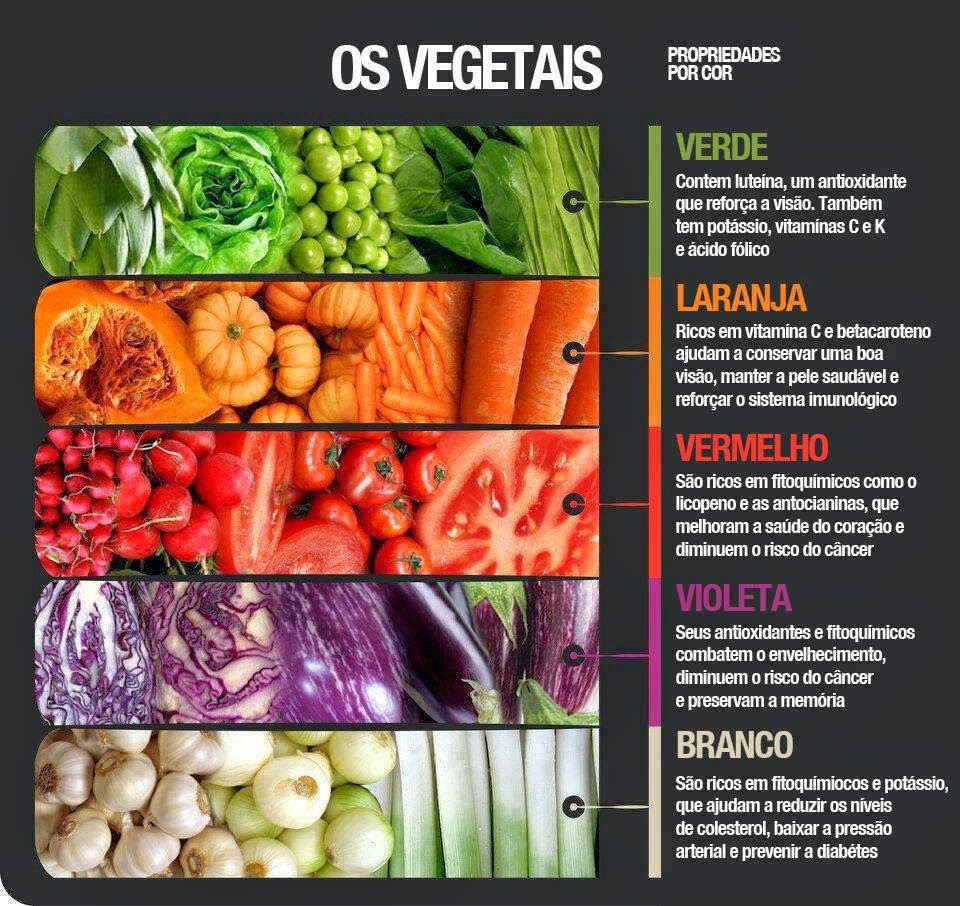 OS VEGETAIS
PROPRIEDADES
POR COR
VERDE
Contem luteína, um antioxidante
que reforça a visão. Também
tem potássio, vitamínas C e K
e ácido fólico
LARANJA
Ricos em vitamína C e betacaroteno
ajudam a conservar uma boa
visão, manter a pele saudável e
reforçar o sistema imunológico
VERMELHO
São ricos em fitoquímicos como o
licopeno e as antocianinas, que
melhoram a saúde do coração e
diminuem o risco do câncer
VIOLETA
Seus antioxidantes e fitoquímicos
combatem o envelhecimento,
diminuem o risco do câncer
e preservam a memória
BRANCO
São ricos em fitoquímiocos e potássio,
que ajudam a reduzir os níveis
de colesterol, baixar a pressão
arterial e prevenir a diabétes